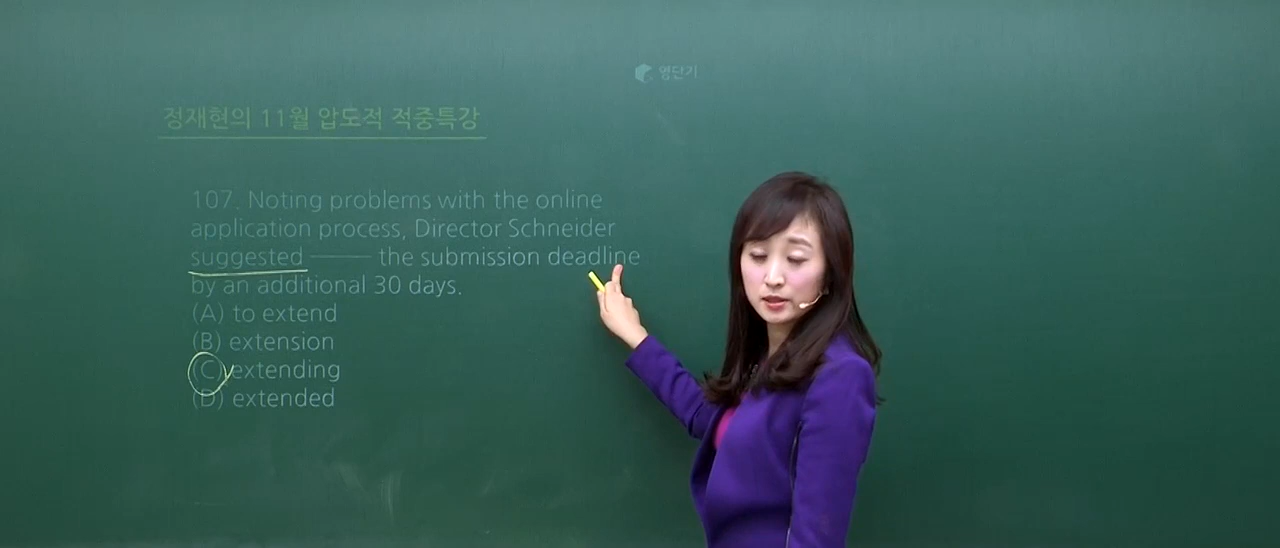 영단기
정재현의 11월 압도적 적중특강
107. Noting problems with the online
application process, Director Schneider
suggested ——— the submission deadline
by an additional 30 days.
(A) to extend
(B) extension
(C) extending
(D) extended